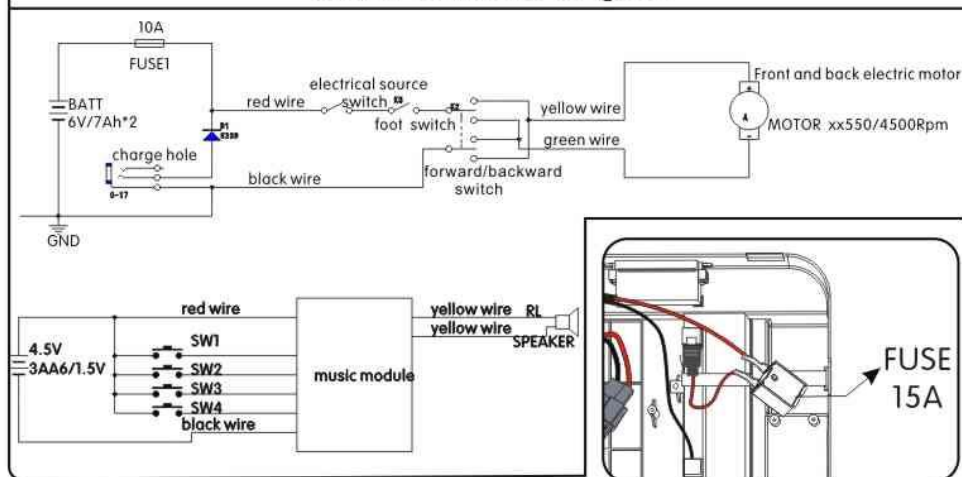 10A
FUSE1
BATT
6V/7Ah*2
charge hole
GND
red wire
electrical source
switch
foot switch
K2
black wire
forward/backward
switch
yellow wire
green wire
Front and back electric motor
+
A
-
MOTOR xx550/4500Rpm
4.5V
3AA6/1.5V
red wire
SW1
SW2
SW3
SW4
black wire
music module
yellow wire RL
yellow wire
SPEAKER
FUSE
15A